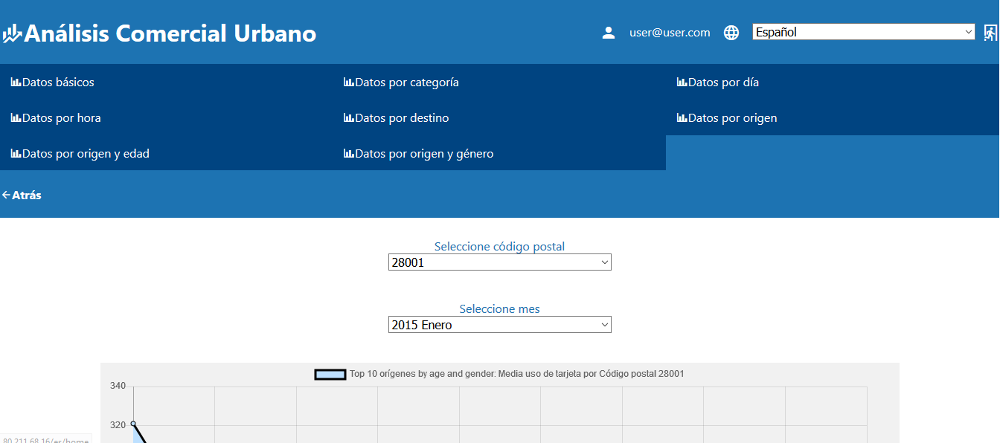 Análisis Comercial Urbano
user@user.com
Español
Datos básicos
Datos por categoría
Datos por día
Datos por hora
Datos por destino
Datos por origen
Datos por origen y edad
Datos por origen y género
Atrás
Seleccione código postal
28001
Seleccione mes
2015 Enero
Top 10 orígenes by age and gender: Media uso de tarjeta por Código postal 28001
340
320
80.211.68.16/es/home